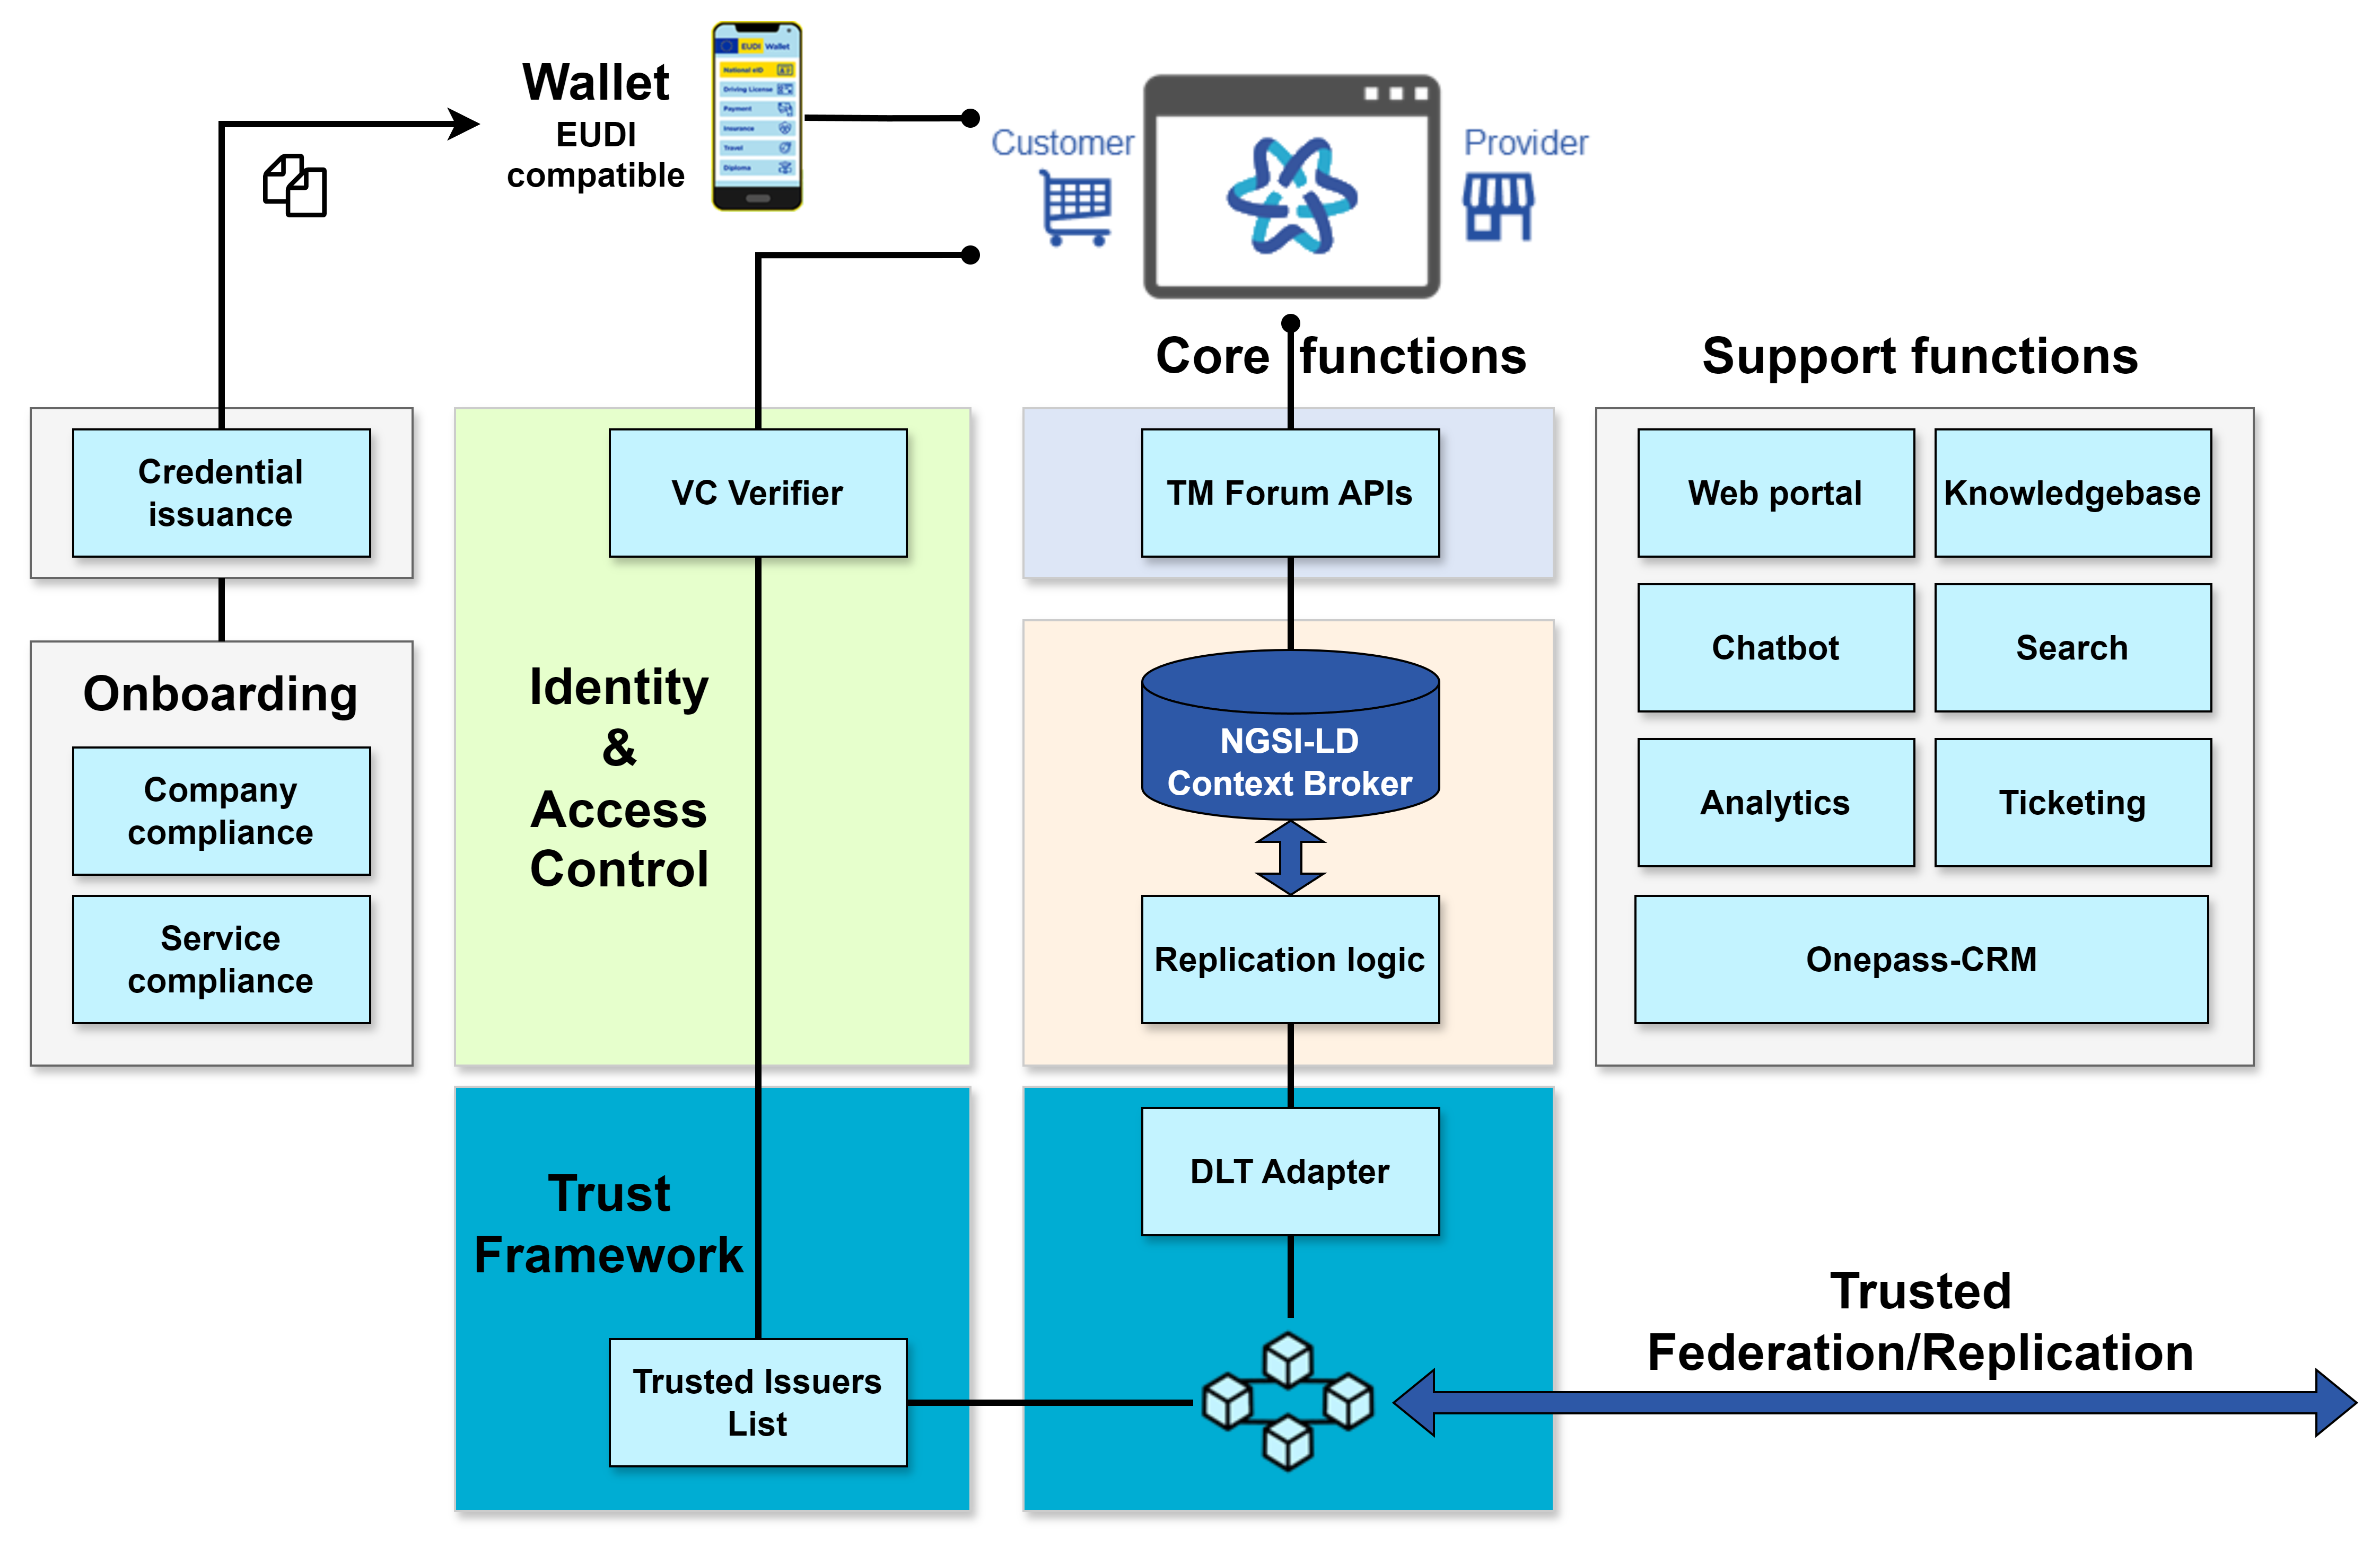 Wallet
EUDI
compatible
EUDI Wallet
National eID
Driving License
Payment
Insurance
Travel
Diploma
Customer
Provider
Core functions
Support functions
Credential
issuance
VC Verifier
TM Forum APIs
Web portal
Knowledgebase
Onboarding
Company
compliance
Service
compliance
Identity
&
Access
Control
NGSI-LD
Context Broker
Replication logic
Chatbot
Search
Analytics
Ticketing
Onepass-CRM
Trust
Framework
Trusted Issuers
List
DLT Adapter
Trusted
Federation/Replication